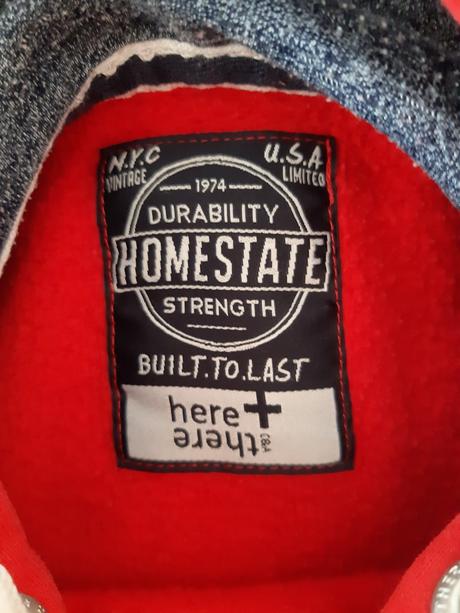 N.Y.C U.S.A
VINTAGE LIMITED
1974
DURABILITY
HOMESTATE
STRENGTH
BUILT.TO.LAST
here +
there C&A